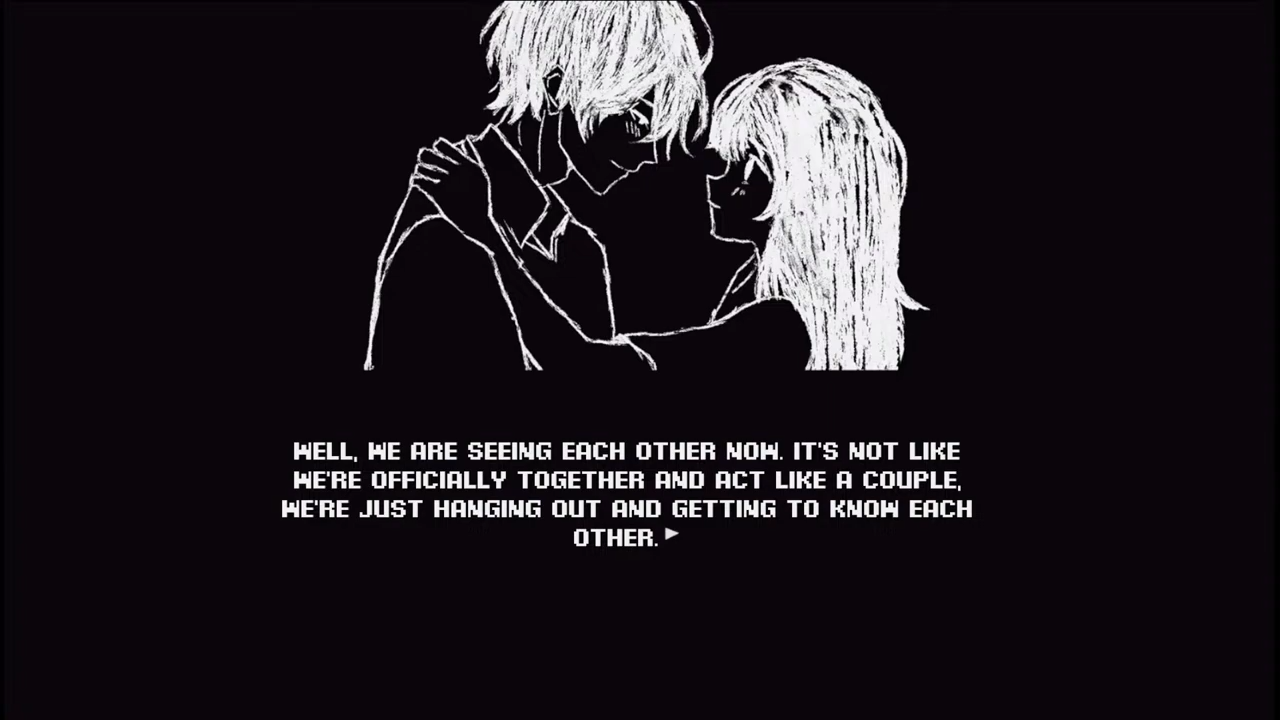 WELL, WE ARE SEEING EACH OTHER NOW. IT'S NOT LIKE
WE'RE OFFICIALLY TOGETHER AND ACT LIKE A COUPLE,
WE'RE JUST HANGING OUT AND GETTING TO KNOW EACH
OTHER.